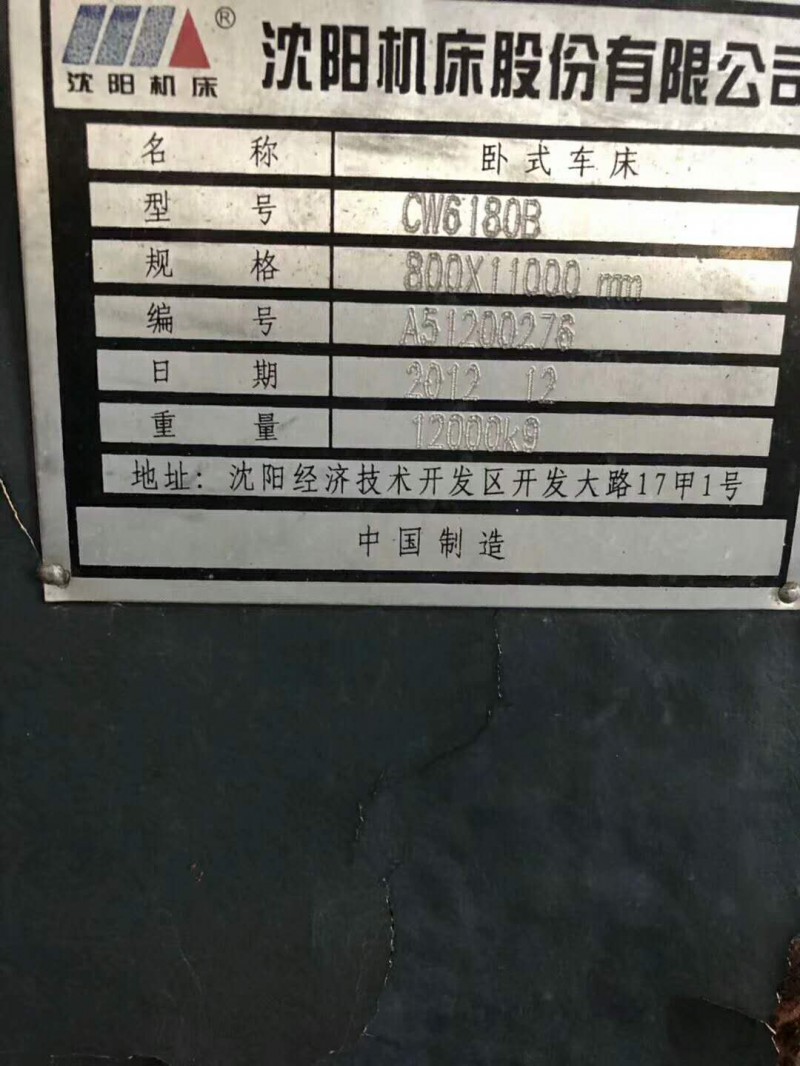 ®
沈阳机床
沈阳机床股份有限公司
名 称 卧式车床
型 号 CW6180B
规 格 800X11000 mm
编 号 A51200276
日 期 2012 12
重 量 12000kg
地址: 沈阳经济技术开发区开发大路17甲1号
中国制造